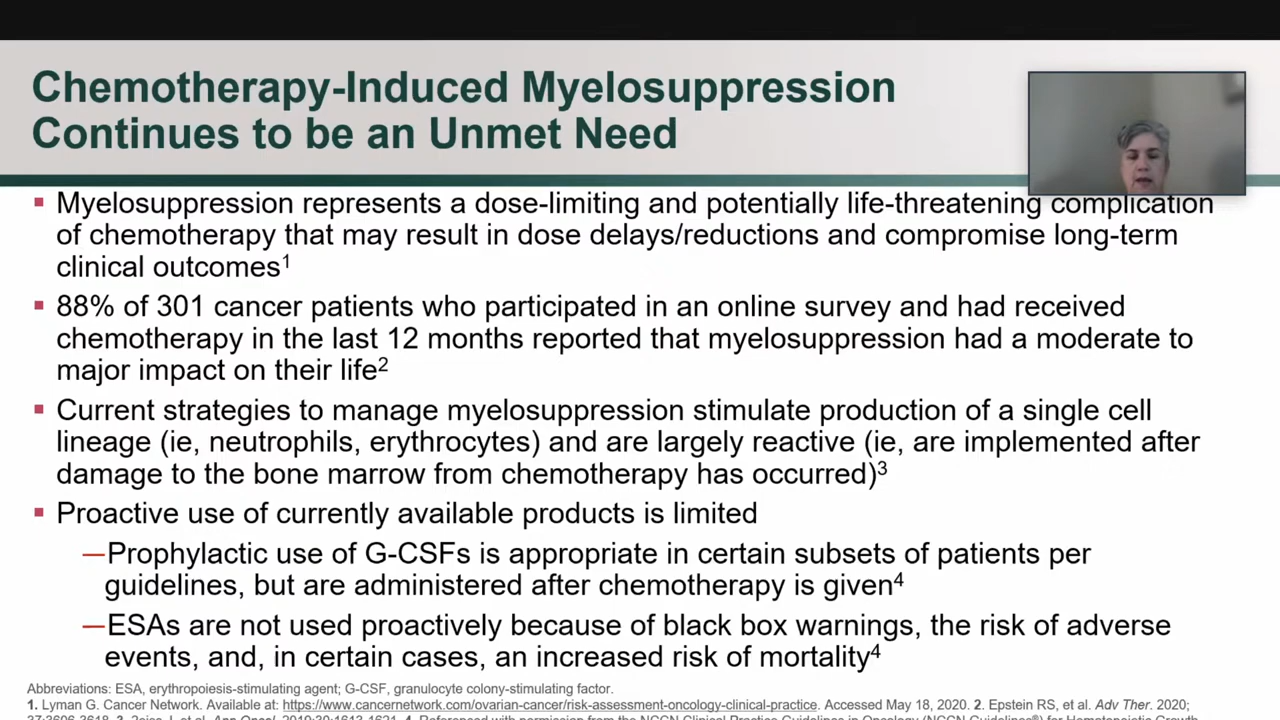 Chemotherapy-Induced Myelosuppression
Continues to be an Unmet Need
▪ Myelosuppression represents a dose-limiting and potentially life-threatening complication
of chemotherapy that may result in dose delays/reductions and compromise long-term
clinical outcomes¹
▪ 88% of 301 cancer patients who participated in an online survey and had received
chemotherapy in the last 12 months reported that myelosuppression had a moderate to
major impact on their life²
▪ Current strategies to manage myelosuppression stimulate production of a single cell
lineage (ie, neutrophils, erythrocytes) and are largely reactive (ie, are implemented after
damage to the bone marrow from chemotherapy has occurred)³
▪ Proactive use of currently available products is limited
—Prophylactic use of G-CSFs is appropriate in certain subsets of patients per
guidelines, but are administered after chemotherapy is given⁴
—ESAs are not used proactively because of black box warnings, the risk of adverse
events, and, in certain cases, an increased risk of mortality⁴
Abbreviations: ESA, erythropoiesis-stimulating agent; G-CSF, granulocyte colony-stimulating factor.
1. Lyman G. Cancer Network. Available at: https://www.cancernetwork.com/ovarian-cancer/risk-assessment-oncology-clinical-practice. Accessed May 18, 2020. 2. Epstein RS, et al. Adv Ther. 2020;